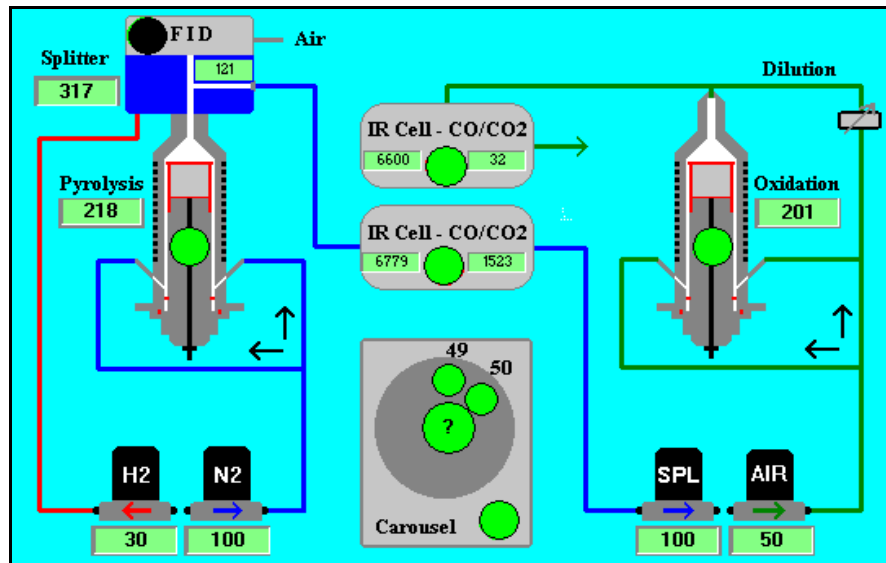 FID
Air
Splitter
121
317
Dilution
IR Cell - CO/CO2
6600 32
Pyrolysis
218
Oxidation
201
IR Cell - CO/CO2
6779 1523
49
50
?
H2
N2
SPL
AIR
Carousel
30
100
100
50